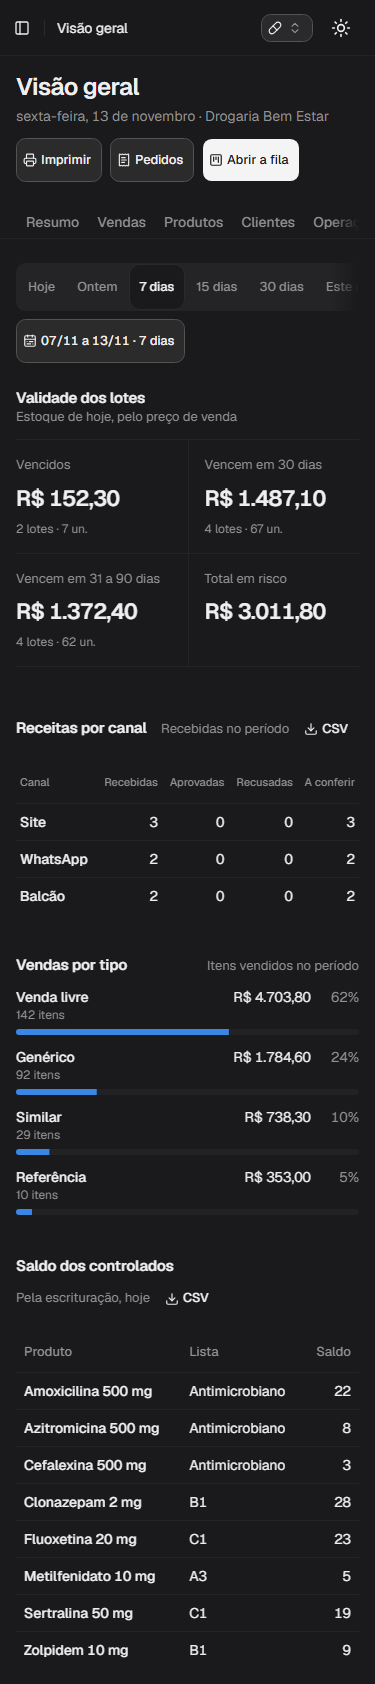 Visão geral
Visão geral
sexta-feira, 13 de novembro · Drogaria Bem Estar
Imprimir
Pedidos
Abrir a fila
Resumo Vendas Produtos Clientes
Hoje Ontem 7 dias 15 dias 30 dias Este
07/11 a 13/11 · 7 dias
Validade dos lotes
Estoque de hoje, pelo preço de venda
Vencidos
R$ 152,30
2 lotes · 7 un.
Vencem em 30 dias
R$ 1.487,10
4 lotes · 67 un.
Vencem em 31 a 90 dias
R$ 1.372,40
4 lotes · 62 un.
Total em risco
R$ 3.011,80
Receitas por canal Recebidas no período CSV
Canal Recebidas Aprovadas Recusadas A conferir
Site 3 0 0 3
WhatsApp 2 0 0 2
Balcão 2 0 0 2
Vendas por tipo Itens vendidos no período
Venda livre R$ 4.703,80 62%
142 itens
Genérico R$ 1.784,60 24%
92 itens
Similar R$ 738,30 10%
29 itens
Referência R$ 353,00 5%
10 itens
Saldo dos controlados
Pela escrituração, hoje CSV
Produto Lista Saldo
Amoxicilina 500 mg Antimicrobiano 22
Azitromicina 500 mg Antimicrobiano 8
Cefalexina 500 mg Antimicrobiano 3
Clonazepam 2 mg B1 28
Fluoxetina 20 mg C1 23
Metilfenidato 10 mg A3 5
Sertralina 50 mg C1 19
Zolpidem 10 mg B1 9